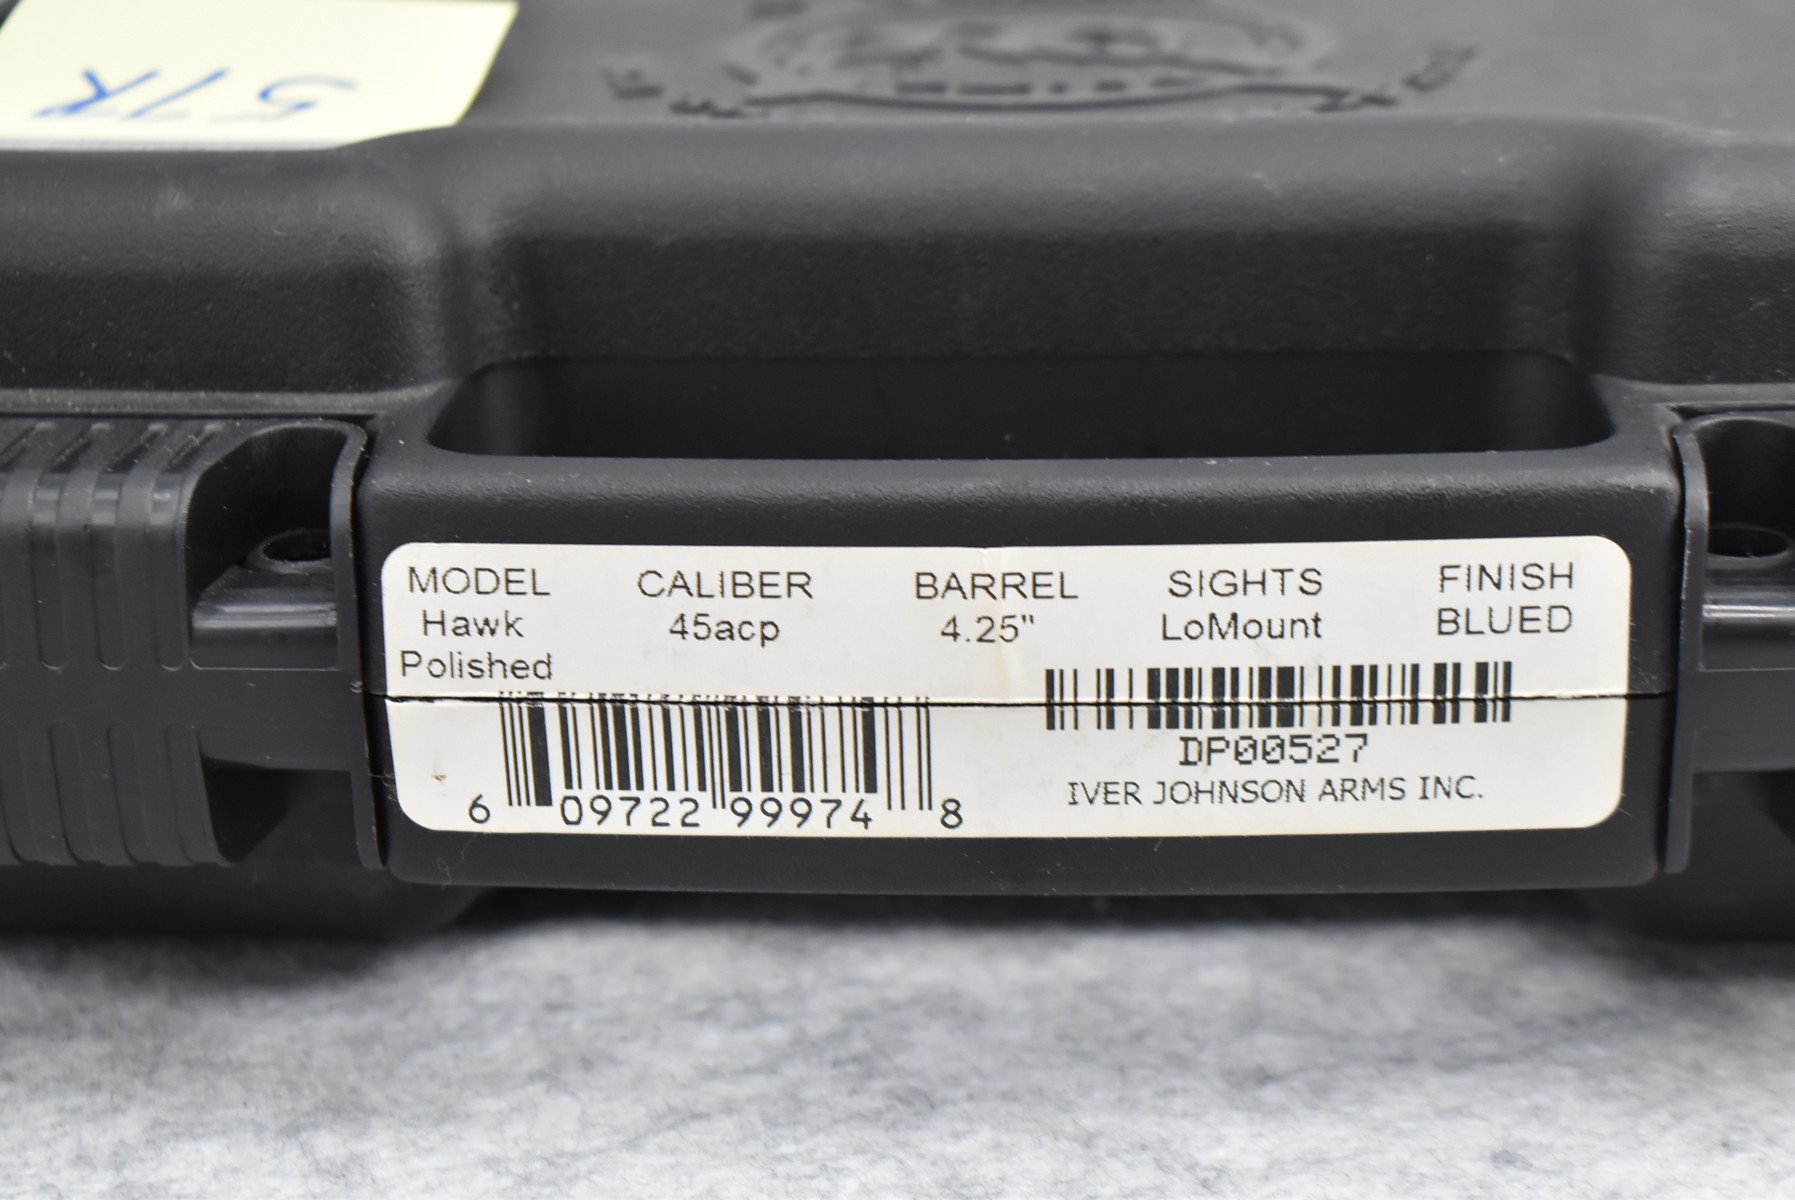 MODEL CALIBER BARREL SIGHTS FINISH
Hawk 45acp 4.25" LoMount BLUED
Polished
DP00527
IVER JOHNSON ARMS INC.
6 09722 99974 8